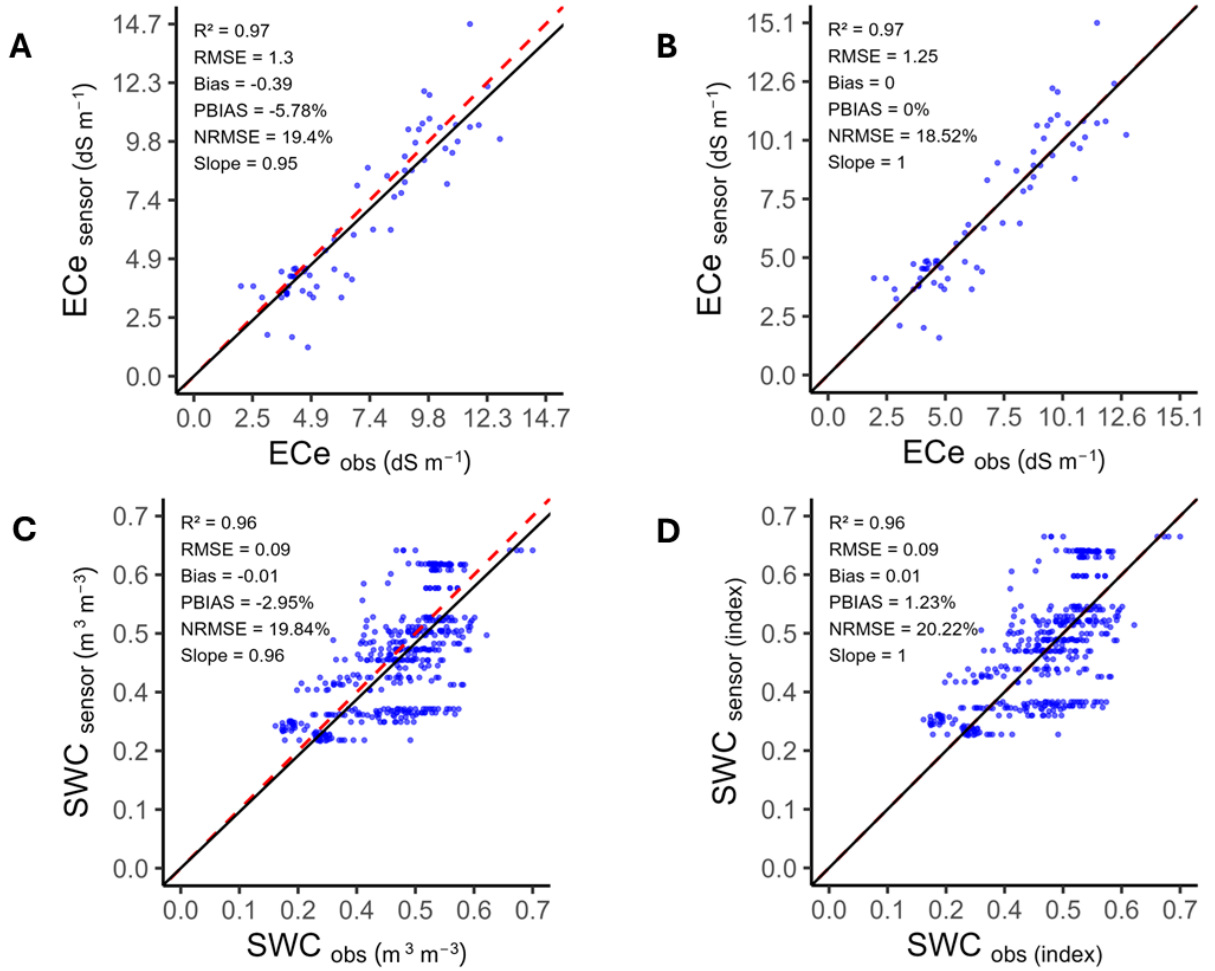 A
R² = 0.97
RMSE = 1.3
Bias = -0.39
PBIAS = -5.78%
NRMSE = 19.4%
Slope = 0.95
14.7
12.3
9.8
7.4
4.9
2.5
0.0
ECe sensor (dS m⁻¹)
0.0 2.5 4.9 7.4 9.8 12.3 14.7
ECe obs (dS m⁻¹)
B
R² = 0.97
RMSE = 1.25
Bias = 0
PBIAS = 0%
NRMSE = 18.52%
Slope = 1
15.1
12.6
10.1
7.5
5.0
2.5
0.0
ECe sensor (dS m⁻¹)
0.0 2.5 5.0 7.5 10.1 12.6 15.1
ECe obs (dS m⁻¹)
C
R² = 0.96
RMSE = 0.09
Bias = -0.01
PBIAS = -2.95%
NRMSE = 19.84%
Slope = 0.96
0.7
0.6
0.5
0.4
0.2
0.1
0.0
SWC sensor (m³ m⁻³)
0.0 0.1 0.2 0.4 0.5 0.6 0.7
SWC obs (m³ m⁻³)
D
R² = 0.96
RMSE = 0.09
Bias = 0.01
PBIAS = 1.23%
NRMSE = 20.22%
Slope = 1
0.7
0.6
0.5
0.4
0.2
0.1
0.0
SWC sensor (index)
0.0 0.1 0.2 0.4 0.5 0.6 0.7
SWC obs (index)